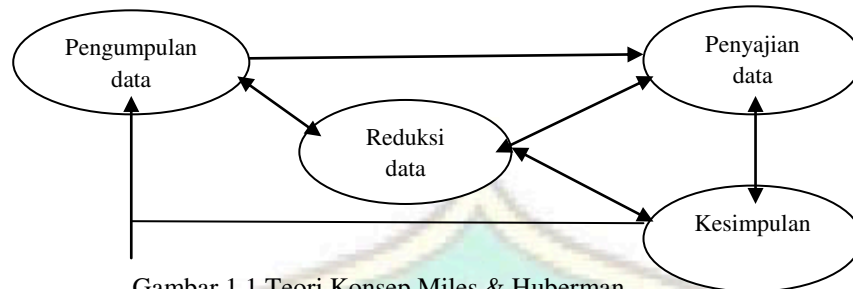 Pengumpulan
data
Penyajian
data
Reduksi
data
Kesimpulan
Gambar 1.1 Teori Konsep Miles & Huberman